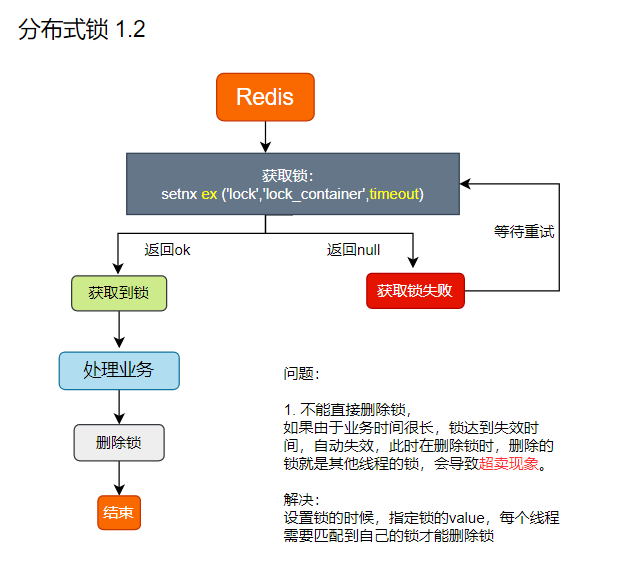 分布式锁 1.2
Redis
获取锁：
setnx ex ('lock','lock_container',timeout)
等待重试
返回ok
返回null
获取到锁
获取锁失败
处理业务
删除锁
结束
问题：
1. 不能直接删除锁，
如果由于业务时间很长，锁达到失效时
间，自动失效，此时在删除锁时，删除的
锁就是其他线程的锁，会导致超卖现象。
解决：
设置锁的时候，指定锁的value，每个线程
需要匹配到自己的锁才能删除锁